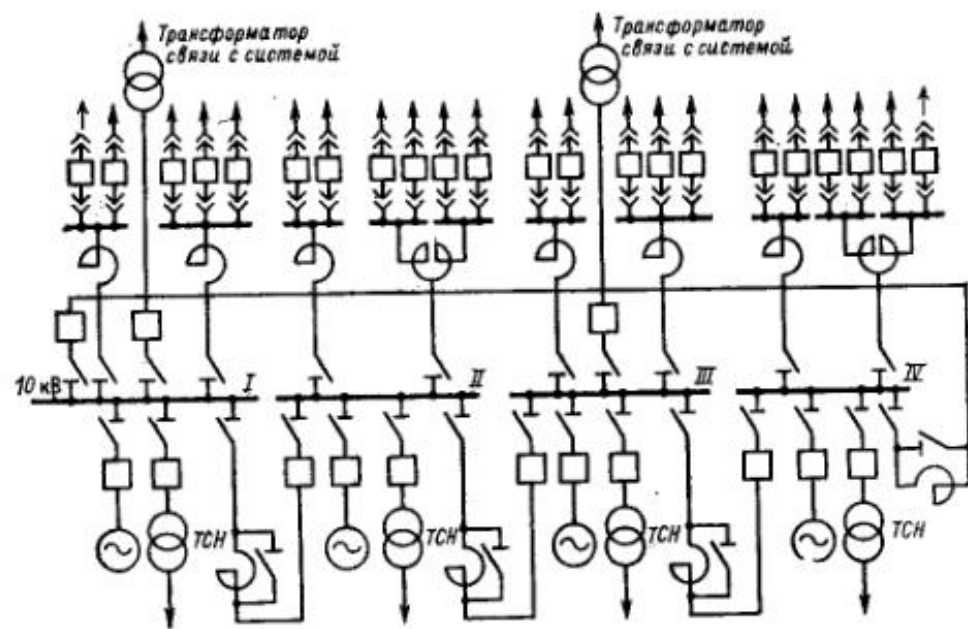 Трансформатор
связи с системой
Трансформатор
связи с системой
10 кВ
I
II
III
IV
ТСН
ТСН
ТСН
ТСН